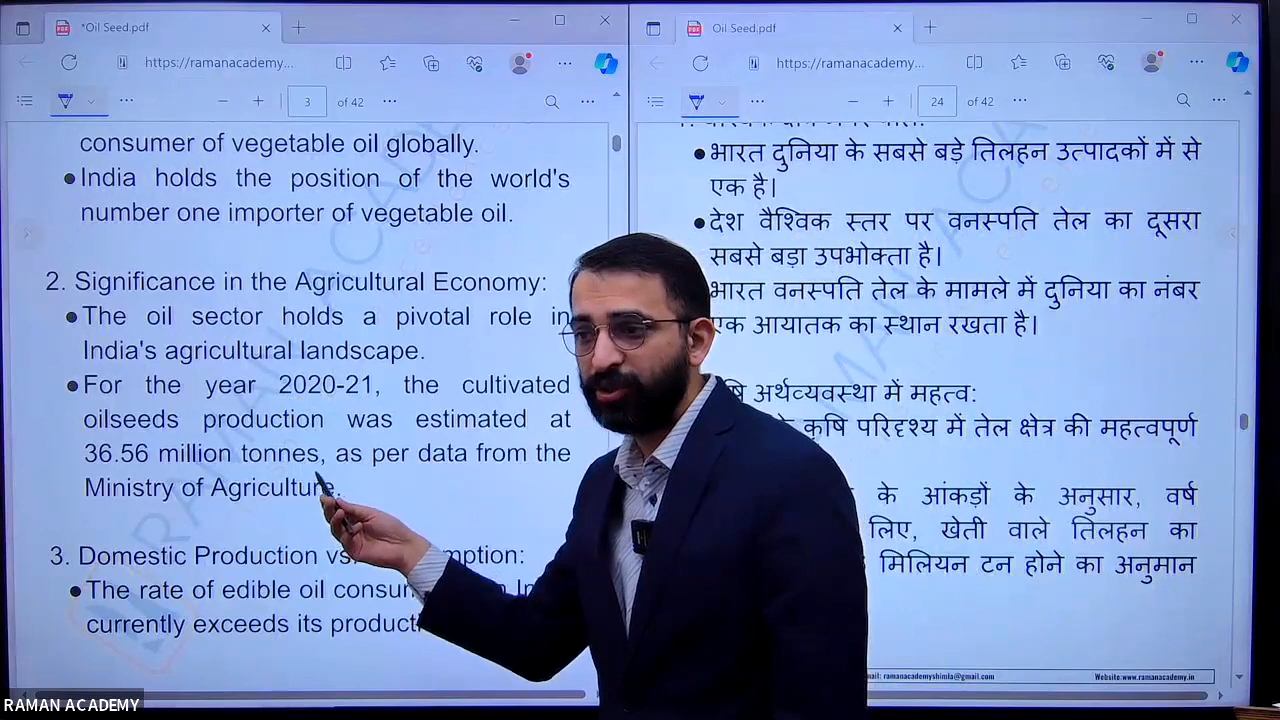 *Oil Seed.pdf
https://ramanacademy...
3 of 42
consumer of vegetable oil globally.
● India holds the position of the world's
number one importer of vegetable oil.
2. Significance in the Agricultural Economy:
● The oil sector holds a pivotal role in
India's agricultural landscape.
● For the year 2020-21, the cultivated
oilseeds production was estimated at
36.56 million tonnes, as per data from the
Ministry of Agriculture.
3. Domestic Production vs.
● The rate of edible oil
currently exceeds its
Oil Seed.pdf
https://ramanacademy...
24 of 42
● भारत दुनिया के सबसे बड़े तिलहन उत्पादकों में से
एक है।
● देश वैश्विक स्तर पर वनस्पति तेल का दूसरा
सबसे बड़ा उपभोक्ता है।
भारत वनस्पति तेल के मामले में दुनिया का नंबर
एक आयातक का स्थान रखता है।
अर्थव्यवस्था में महत्व:
के कृषि परिदृश्य में तेल क्षेत्र की महत्वपूर्ण
के आंकड़ों के अनुसार, वर्ष
लिए, खेती वाले तिलहन का
मिलियन टन होने का अनुमान
mail: ramanacademyshimla@gmail.com
Website:www.ramanacademy.in
RAMAN ACADEMY